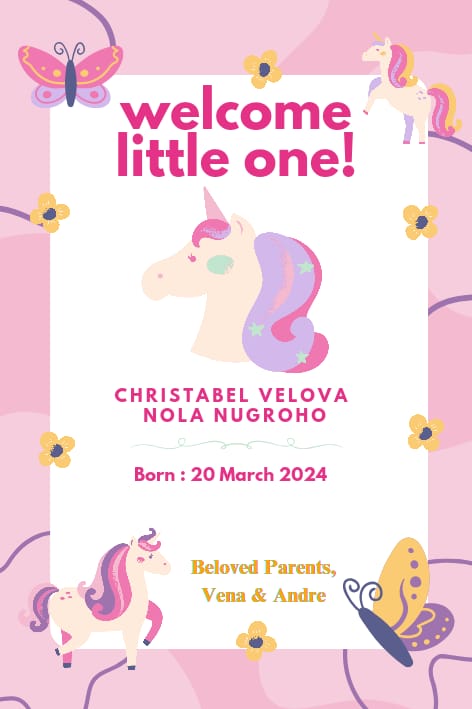 welcome
little one!
CHRISTABEL VELOVA
NOLA NUGROHO
Born : 20 March 2024
Beloved Parents,
Vena & Andre